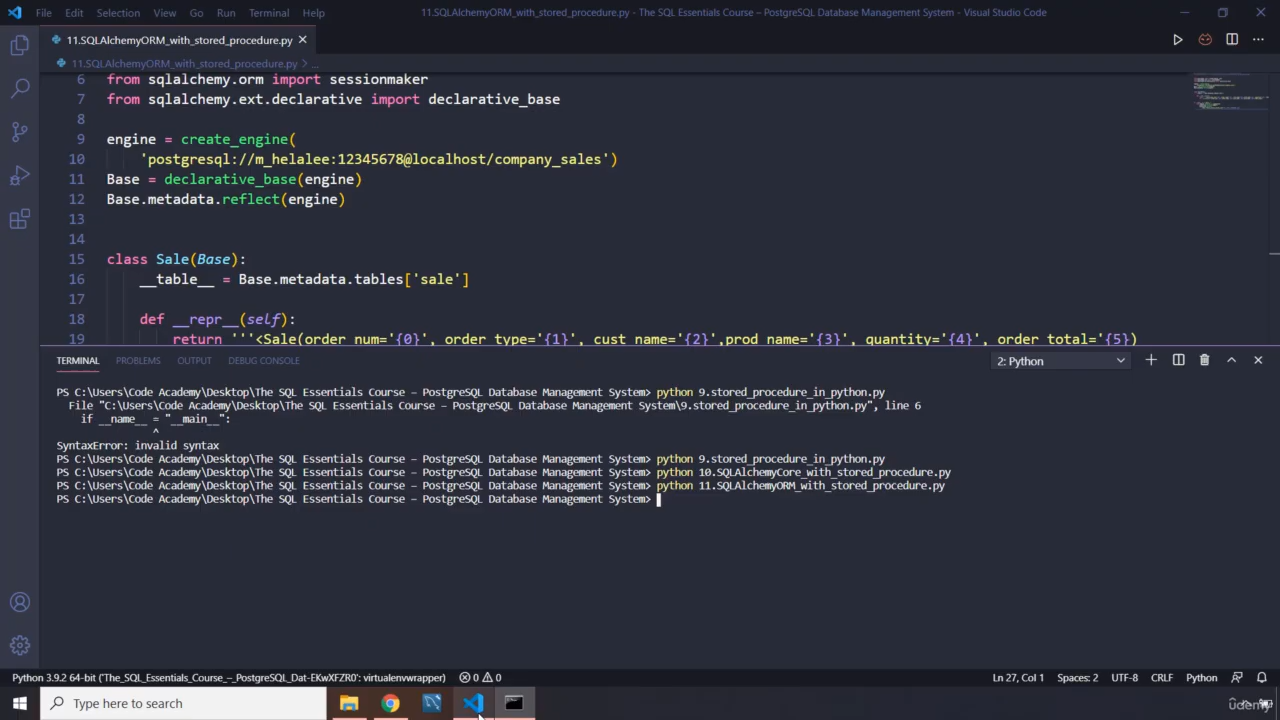 File Edit Selection View Go Run Terminal Help
11.SQLAlchemyORM_with_stored_procedure.py - The SQL Essentials Course – PostgreSQL Database Management System - Visual Studio Code
11.SQLAlchemyORM_with_stored_procedure.py
11.SQLAlchemyORM_with_stored_procedure.py > ...
6 from sqlalchemy.orm import sessionmaker
7 from sqlalchemy.ext.declarative import declarative_base
8
9 engine = create_engine(
10 'postgresql://m_helalee:12345678@localhost/company_sales')
11 Base = declarative_base(engine)
12 Base.metadata.reflect(engine)
13
14
15 class Sale(Base):
16 __table__ = Base.metadata.tables['sale']
17
18 def __repr__(self):
19 return '''<Sale(order_num='{0}', order_type='{1}', cust_name='{2}',prod_name='{3}', quantity='{4}', order_total='{5})
TERMINAL PROBLEMS OUTPUT DEBUG CONSOLE
2: Python
PS C:\Users\Code Academy\Desktop\The SQL Essentials Course – PostgreSQL Database Management System> python 9.stored_procedure_in_python.py
File "C:\Users\Code Academy\Desktop\The SQL Essentials Course – PostgreSQL Database Management System\9.stored_procedure_in_python.py", line 6
if __name__ = "__main__":
^
SyntaxError: invalid syntax
PS C:\Users\Code Academy\Desktop\The SQL Essentials Course – PostgreSQL Database Management System> python 9.stored_procedure_in_python.py
PS C:\Users\Code Academy\Desktop\The SQL Essentials Course – PostgreSQL Database Management System> python 10.SQLAlchemyCore_with_stored_procedure.py
PS C:\Users\Code Academy\Desktop\The SQL Essentials Course – PostgreSQL Database Management System> python 11.SQLAlchemyORM_with_stored_procedure.py
PS C:\Users\Code Academy\Desktop\The SQL Essentials Course – PostgreSQL Database Management System>
Python 3.9.2 64-bit ('The_SQL_Essentials_Course_–_PostgreSQL_Dat-EKwXFZR0': virtualenvwrapper) 0 0
Ln 27, Col 1 Spaces: 2 UTF-8 CRLF Python
Type here to search
udemy